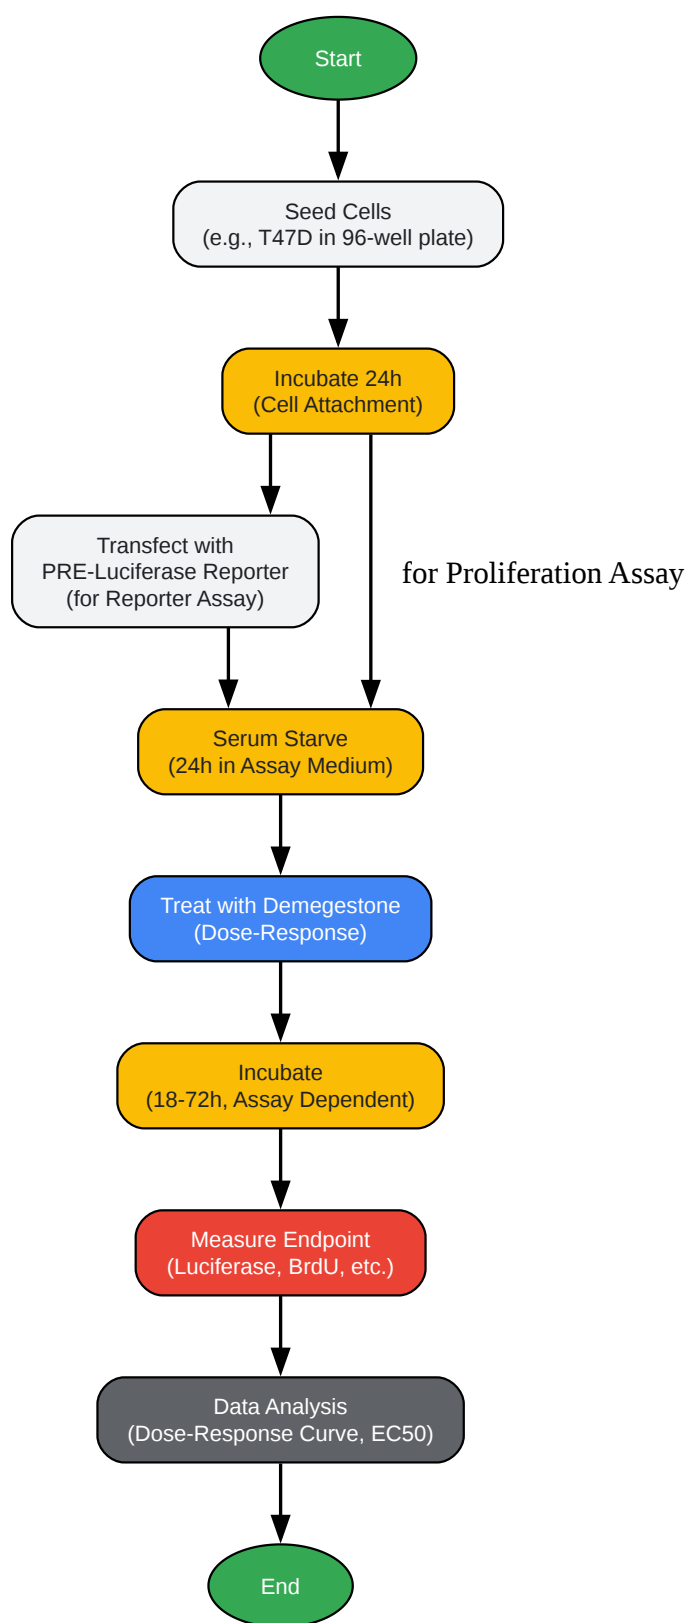 Start
Seed Cells
(e.g., T47D in 96-well plate)
Incubate 24h
(Cell Attachment)
Transfect with
PRE-Luciferase Reporter
(for Reporter Assay)
for Proliferation Assay
Serum Starve
(24h in Assay Medium)
Treat with Demegestone
(Dose-Response)
Incubate
(18-72h, Assay Dependent)
Measure Endpoint
(Luciferase, BrdU, etc.)
Data Analysis
(Dose-Response Curve, EC50)
End